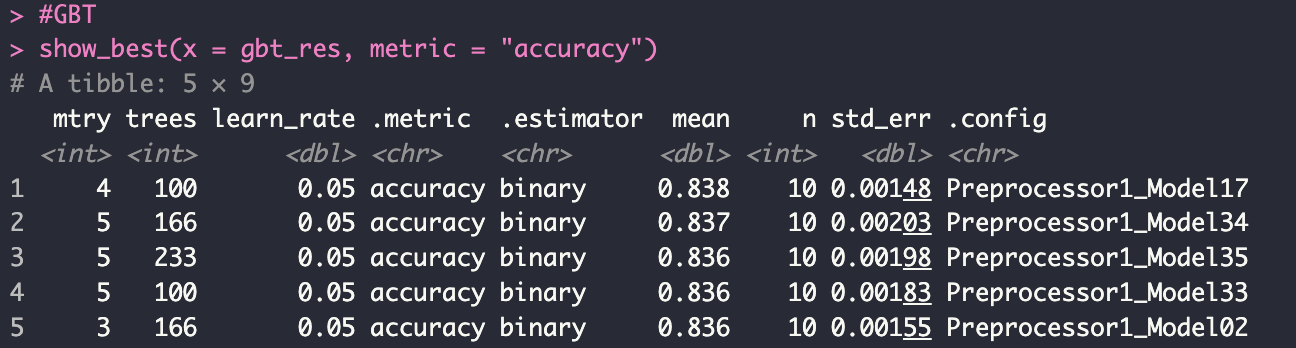 > #GBT
> show_best(x = gbt_res, metric = "accuracy")
# A tibble: 5 × 9
mtry trees learn_rate .metric .estimator mean n std_err .config
<int> <int> <dbl> <chr> <chr> <dbl> <int> <dbl> <chr>
1 4 100 0.05 accuracy binary 0.838 10 0.00148 Preprocessor1_Model17
2 5 166 0.05 accuracy binary 0.837 10 0.00203 Preprocessor1_Model34
3 5 233 0.05 accuracy binary 0.836 10 0.00198 Preprocessor1_Model35
4 5 100 0.05 accuracy binary 0.836 10 0.00183 Preprocessor1_Model33
5 3 166 0.05 accuracy binary 0.836 10 0.00155 Preprocessor1_Model02